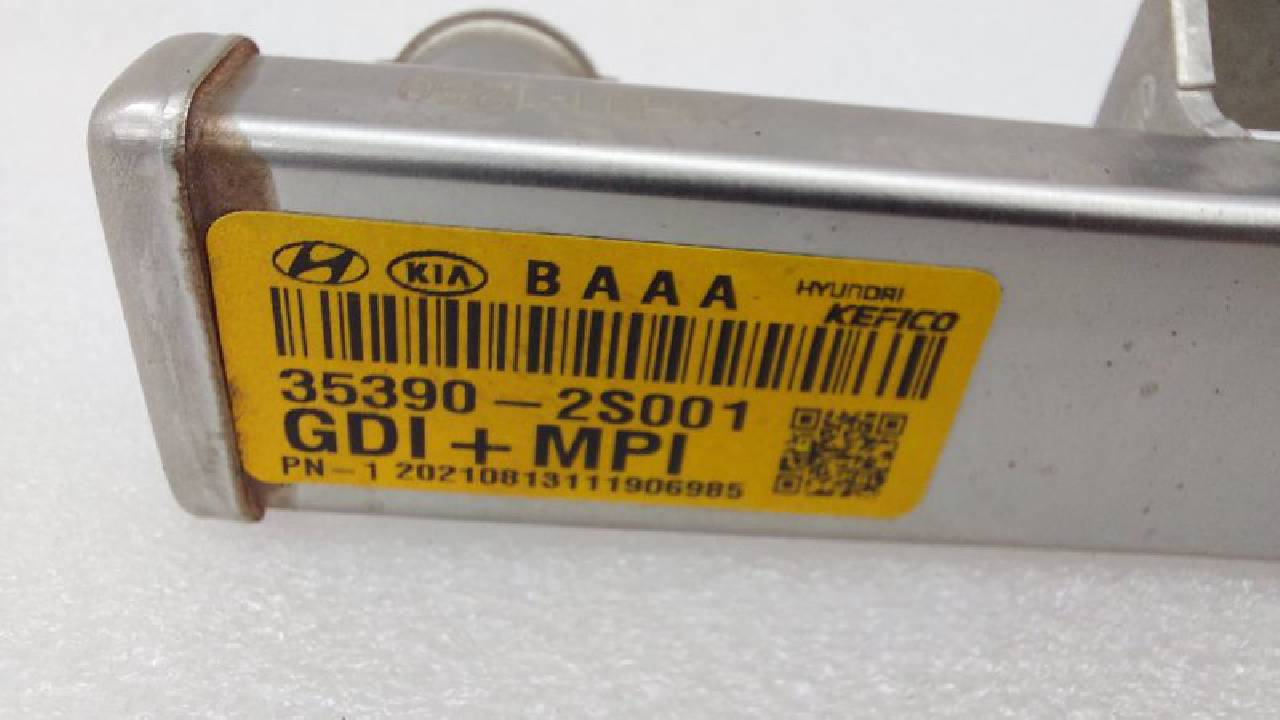 KIA BAAA HYUNDAI
KEFICO
35390-2S001
GDI + MPI
PN-1 20210813111906985